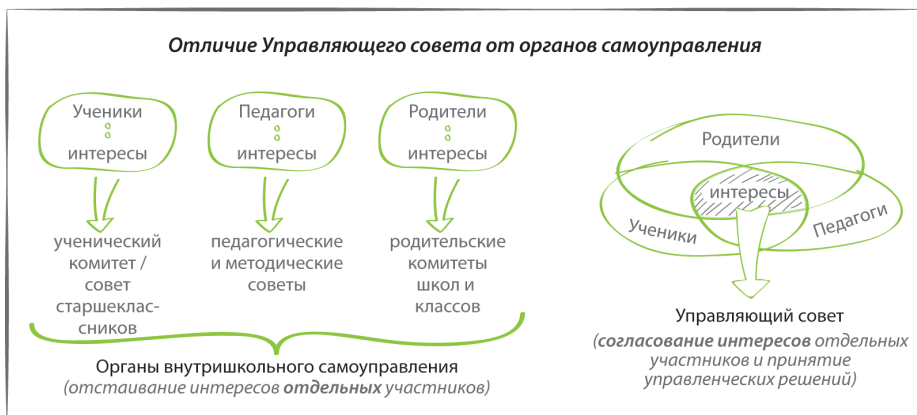 Отличие Управляющего совета от органов самоуправления
Ученики
интересы
Педагоги
интересы
Родители
интересы
ученический
комитет /
совет
старшеклас-
сников
педагогические
и методические
советы
родительские
комитеты
школ и
классов
Органы внутришкольного самоуправления
(отстаивание интересов отдельных участников)
Родители
интересы
Ученики
Педагоги
Управляющий совет
(согласование интересов отдельных
участников и принятие
управленческих решений)